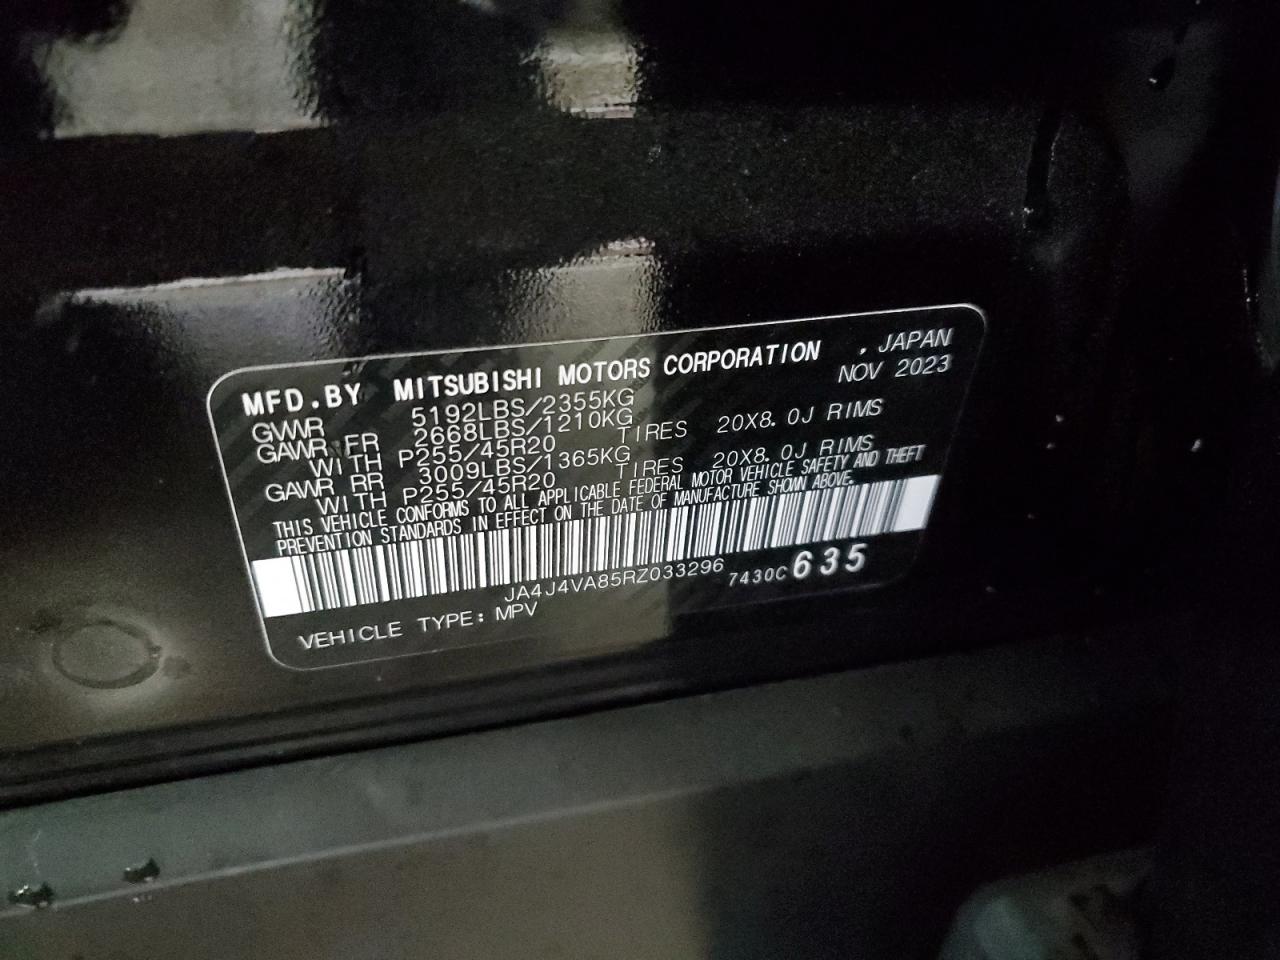 MFD.BY MITSUBISHI MOTORS CORPORATION , JAPAN
NOV 2023
GVWR 5192LBS/2355KG
GAWR FR 2668LBS/1210KG
WITH P255/45R20 TIRES 20X8.0J RIMS
GAWR RR 3009LBS/1365KG
WITH P255/45R20 TIRES 20X8.0J RIMS
THIS VEHICLE CONFORMS TO ALL APPLICABLE FEDERAL MOTOR VEHICLE SAFETY AND THEFT
PREVENTION STANDARDS IN EFFECT ON THE DATE OF MANUFACTURE SHOWN ABOVE.
JA4J4VA85RZ033296 7430C635
VEHICLE TYPE: MPV